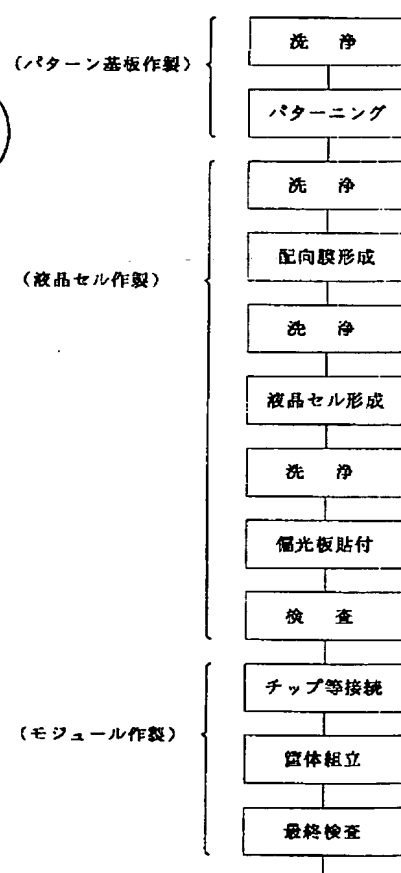 洗 浄
(パターン基板作製)
パターニング
洗 浄
配向膜形成
(液晶セル作製)
洗 浄
液晶セル形成
洗 浄
偏光板貼付
検 査
チップ等接続
(モジュール作製)
筐体組立
最終検査